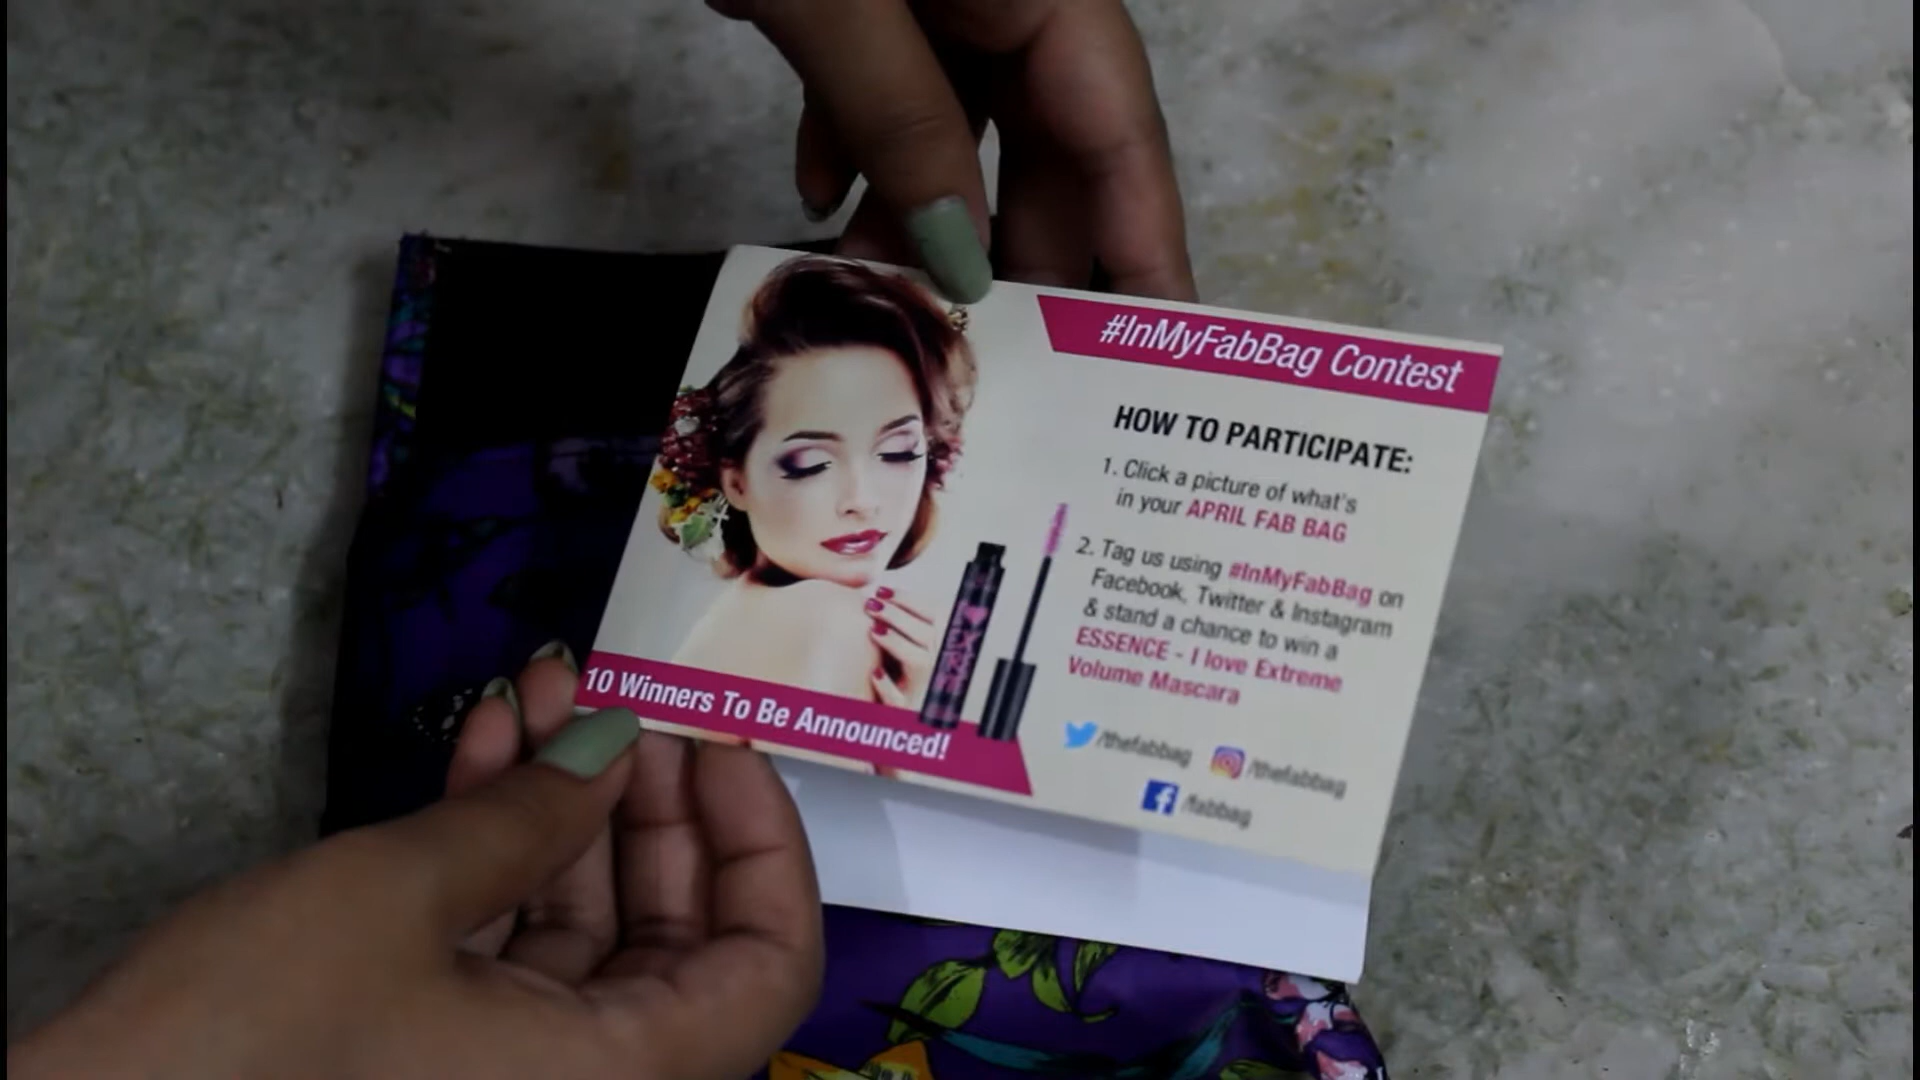 #InMyFabBag Contest
HOW TO PARTICIPATE:
1. Click a picture of what's
in your APRIL FAB BAG
2. Tag us using #InMyFabBag on
Facebook, Twitter & Instagram
& stand a chance to win a
ESSENCE - I love Extreme
Volume Mascara
/thefabbag
/thefabbag
/fabbag
10 Winners To Be Announced!
I ♥ EXTREME